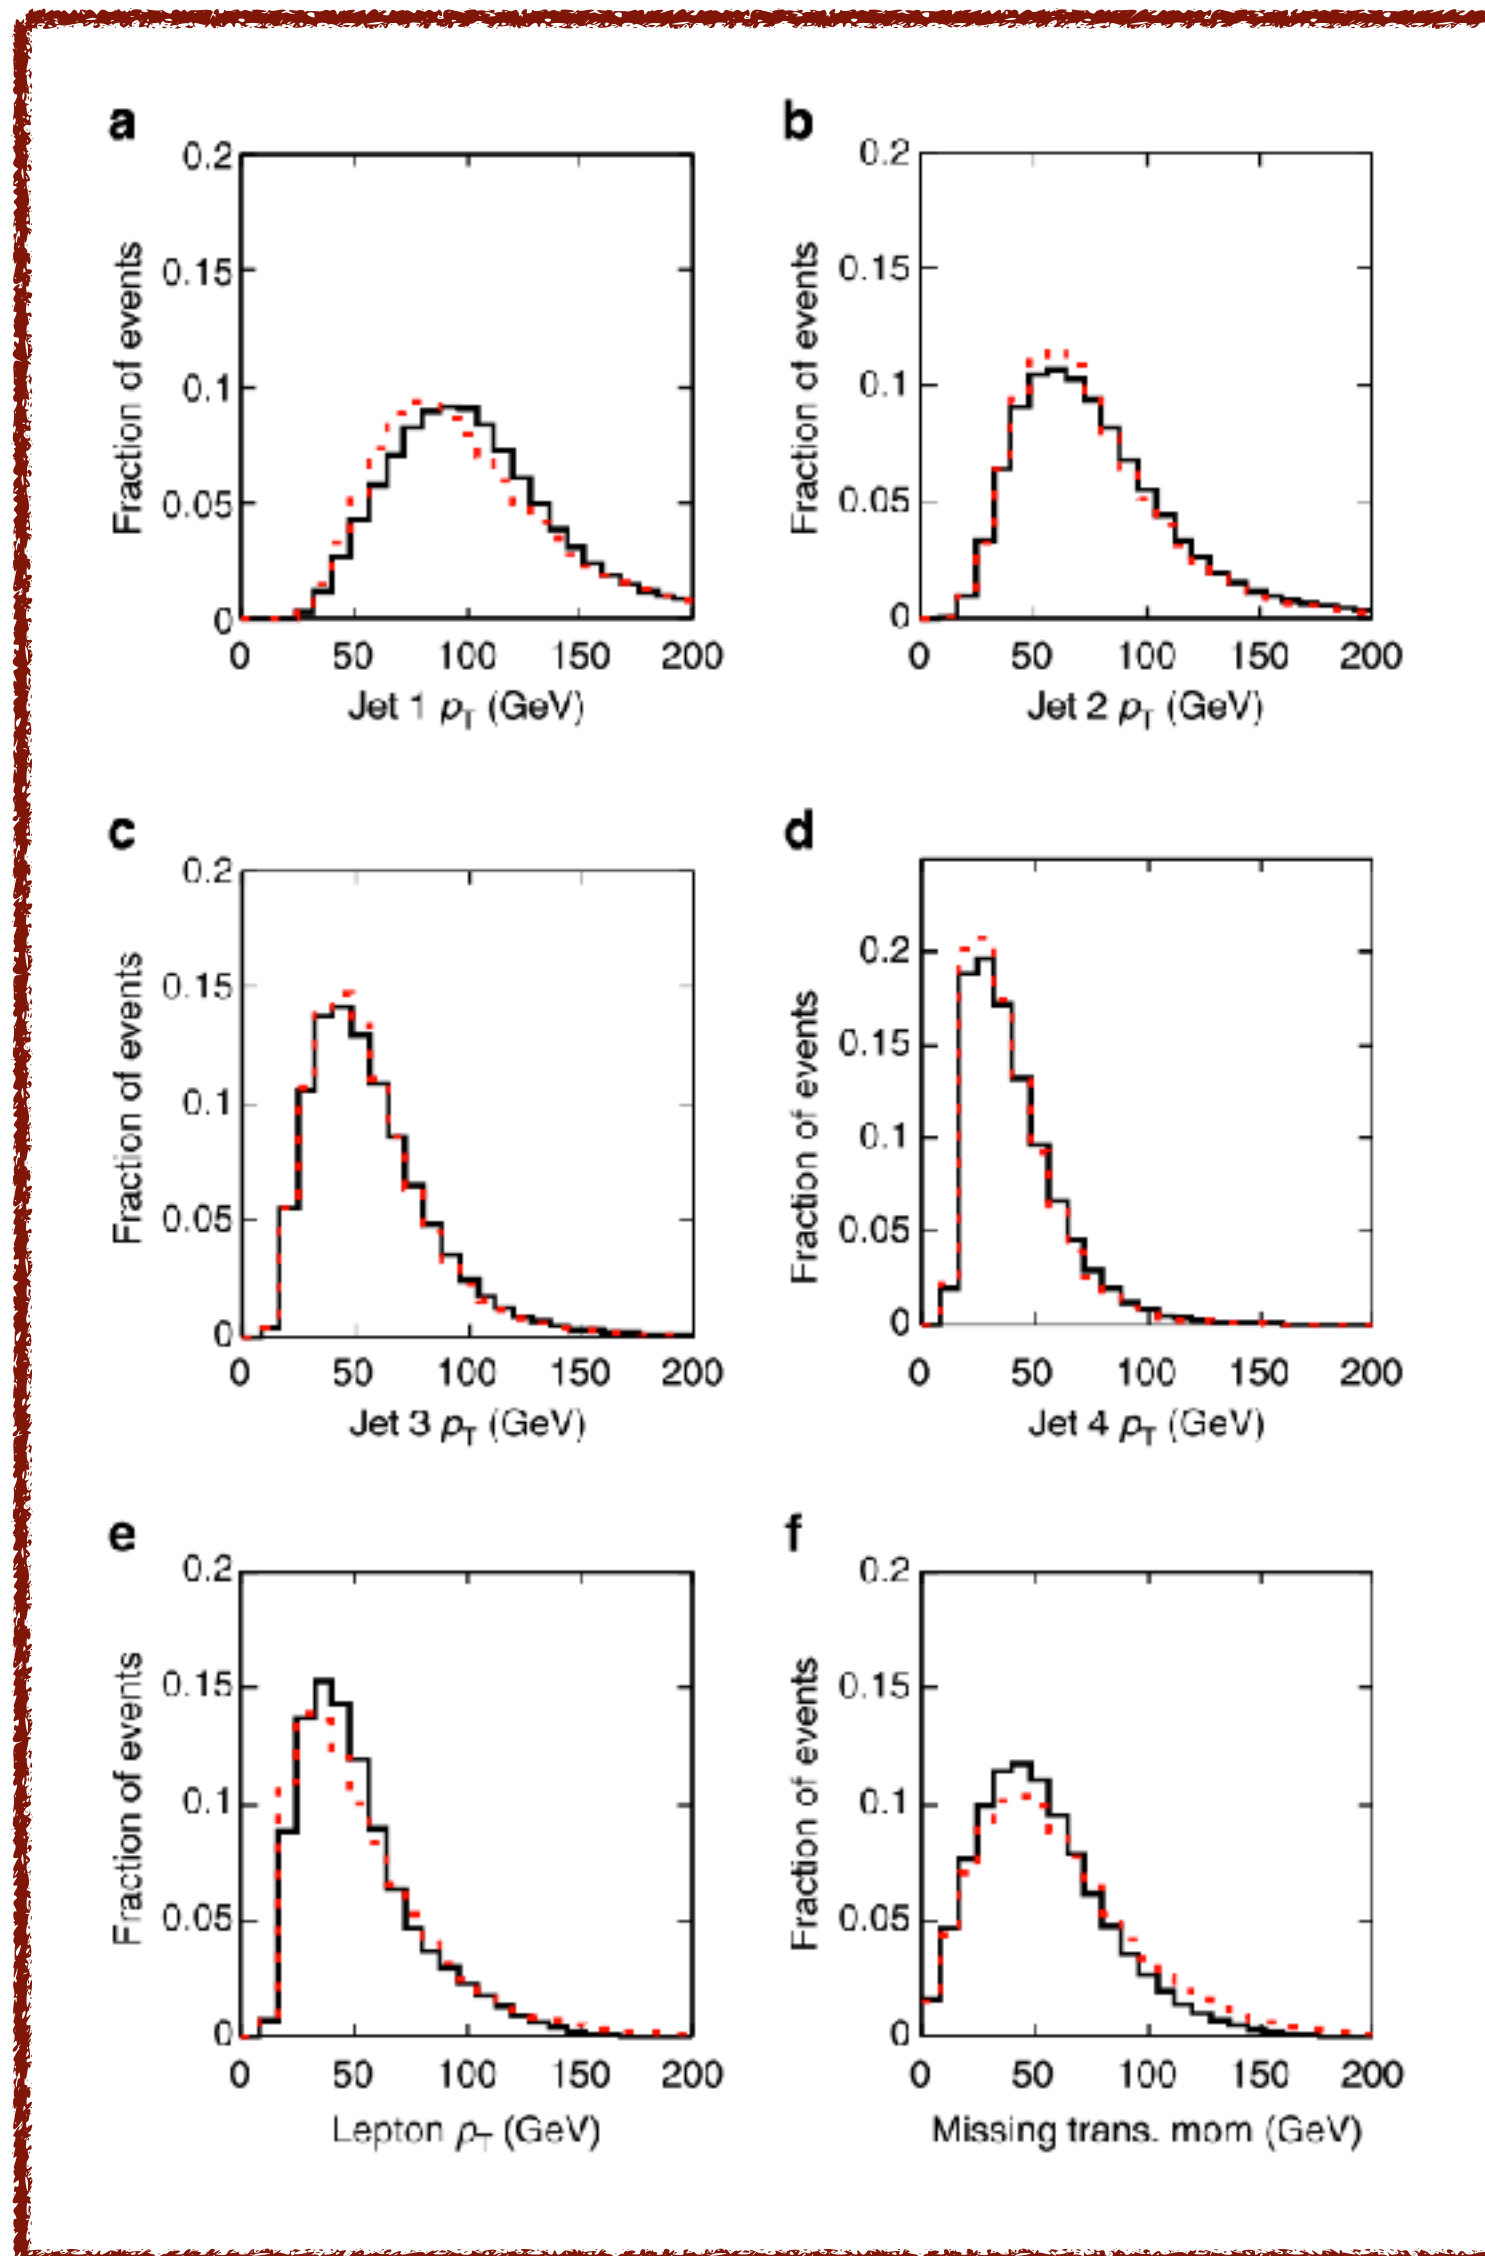 a
0.2
0.15
0.1
0.05
0
Fraction of events
0 50 100 150 200
Jet 1 pT (GeV)
b
0.2
0.15
0.1
0.05
0
Fraction of events
0 50 100 150 200
Jet 2 pT (GeV)
c
0.2
0.15
0.1
0.05
0
Fraction of events
0 50 100 150 200
Jet 3 pT (GeV)
d
0.2
0.15
0.1
0.05
0
Fraction of events
0 50 100 150 200
Jet 4 pT (GeV)
e
0.2
0.15
0.1
0.05
0
Fraction of events
0 50 100 150 200
Lepton pT (GeV)
f
0.2
0.15
0.1
0.05
0
Fraction of events
0 50 100 150 200
Missing trans. mom (GeV)